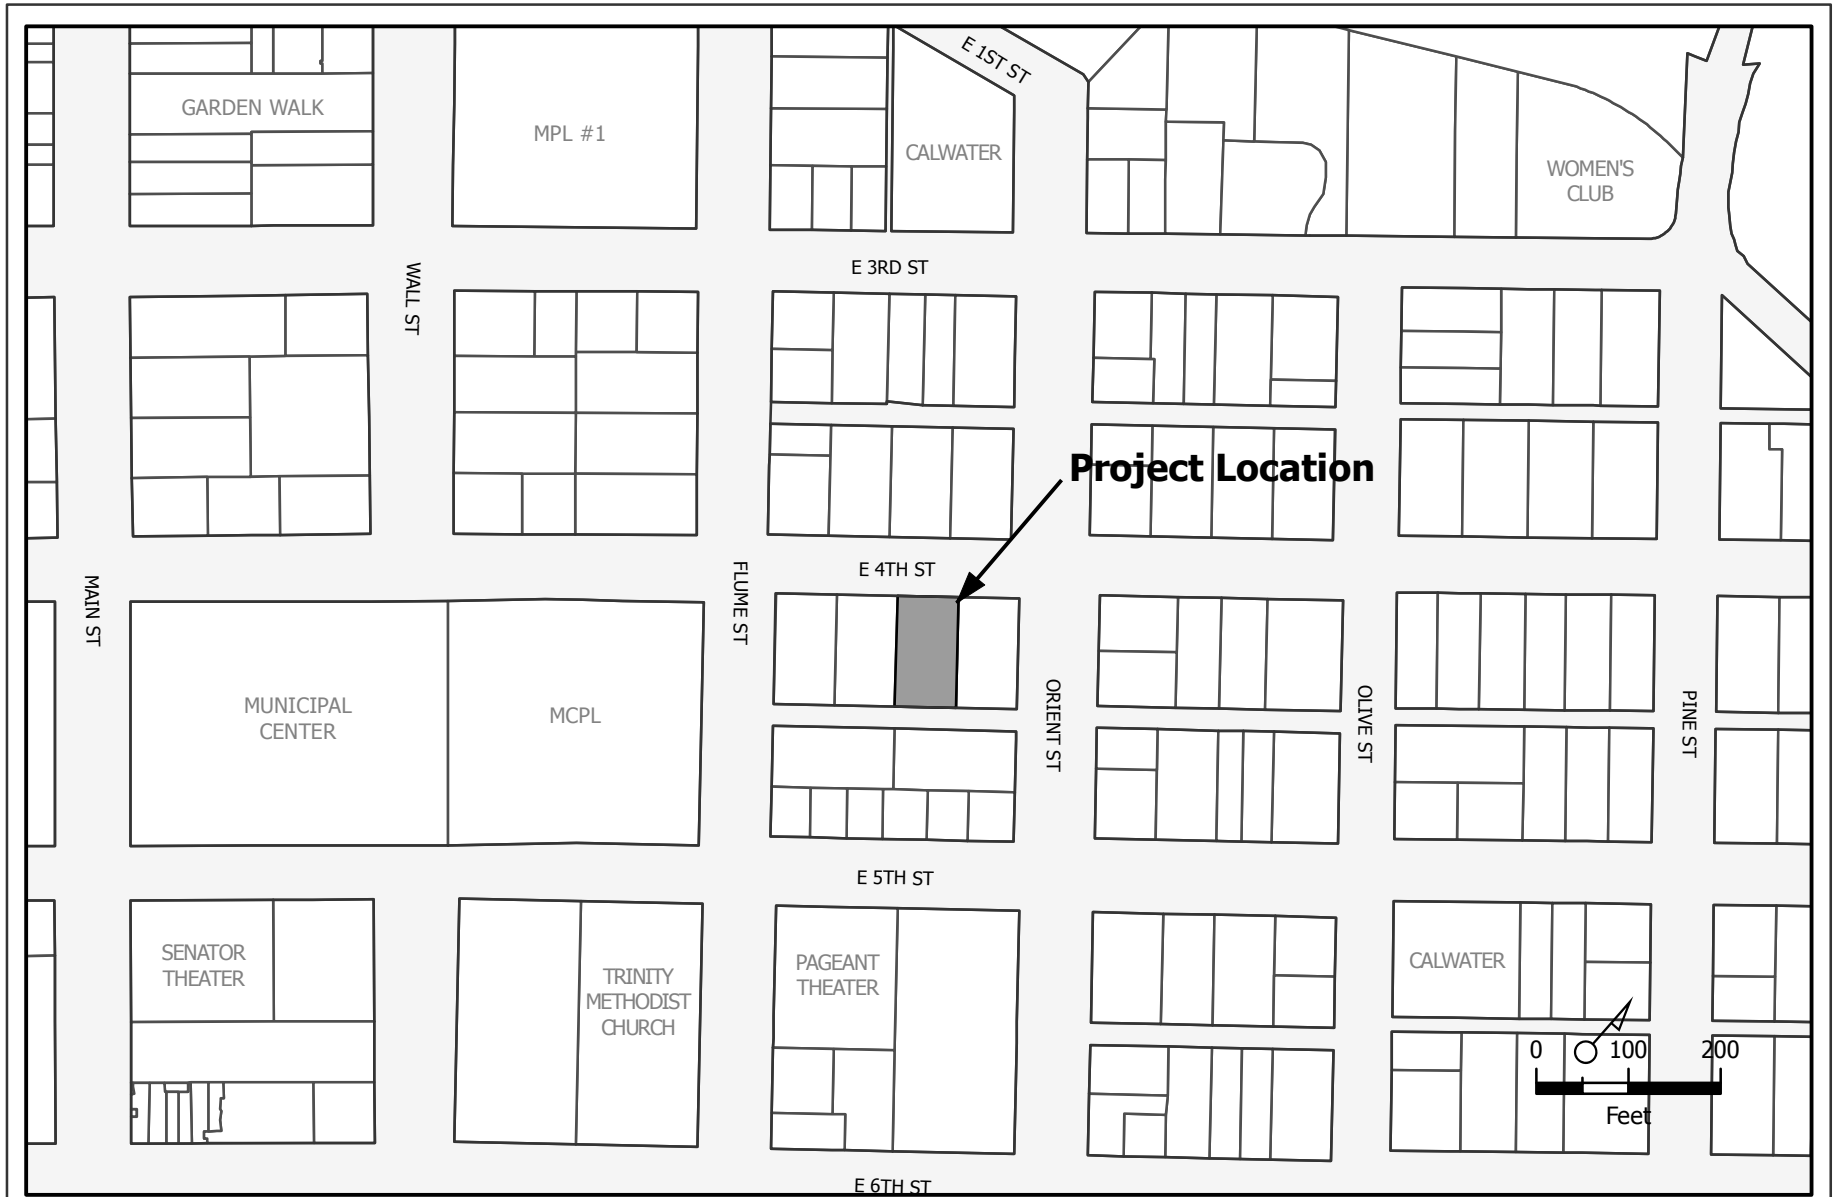 E 1ST ST
GARDEN WALK
MPL #1
CALWATER
WOMEN'S
CLUB
E 3RD ST
WALL ST
Project Location
E 4TH ST
MAIN ST
FLUME ST
MUNICIPAL
CENTER
MCPL
ORIENT ST
OLIVE ST
PINE ST
E 5TH ST
SENATOR
THEATER
TRINITY
METHODIST
CHURCH
PAGEANT
THEATER
CALWATER
0 100 200
Feet
E 6TH ST